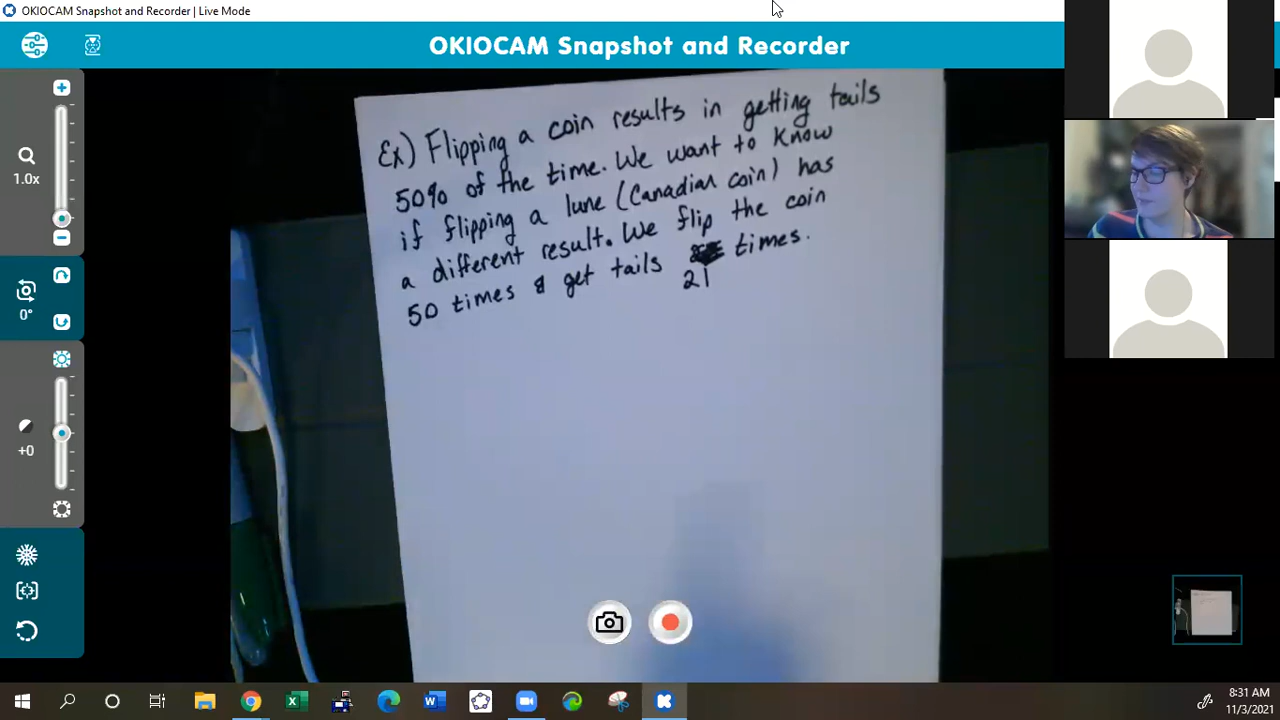 OKIOCAM Snapshot and Recorder | Live Mode
OKIOCAM Snapshot and Recorder
1.0x
0°
+0
Ex) Flipping a coin results in getting tails
50% of the time. We want to know
if flipping a lune (Canadian coin) has
a different result. We flip the coin
50 times & get tails times.
21
8:31 AM
11/3/2021